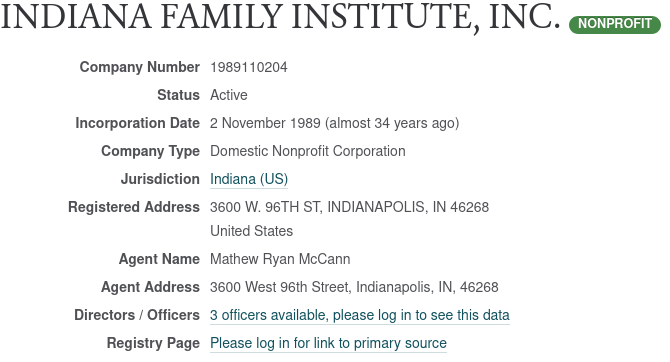 INDIANA FAMILY INSTITUTE, INC. NONPROFIT
Company Number 1989110204
Status Active
Incorporation Date 2 November 1989 (almost 34 years ago)
Company Type Domestic Nonprofit Corporation
Jurisdiction Indiana (US)
Registered Address 3600 W. 96TH ST, INDIANAPOLIS, IN 46268
United States
Agent Name Mathew Ryan McCann
Agent Address 3600 West 96th Street, Indianapolis, IN, 46268
Directors / Officers 3 officers available, please log in to see this data
Registry Page Please log in for link to primary source